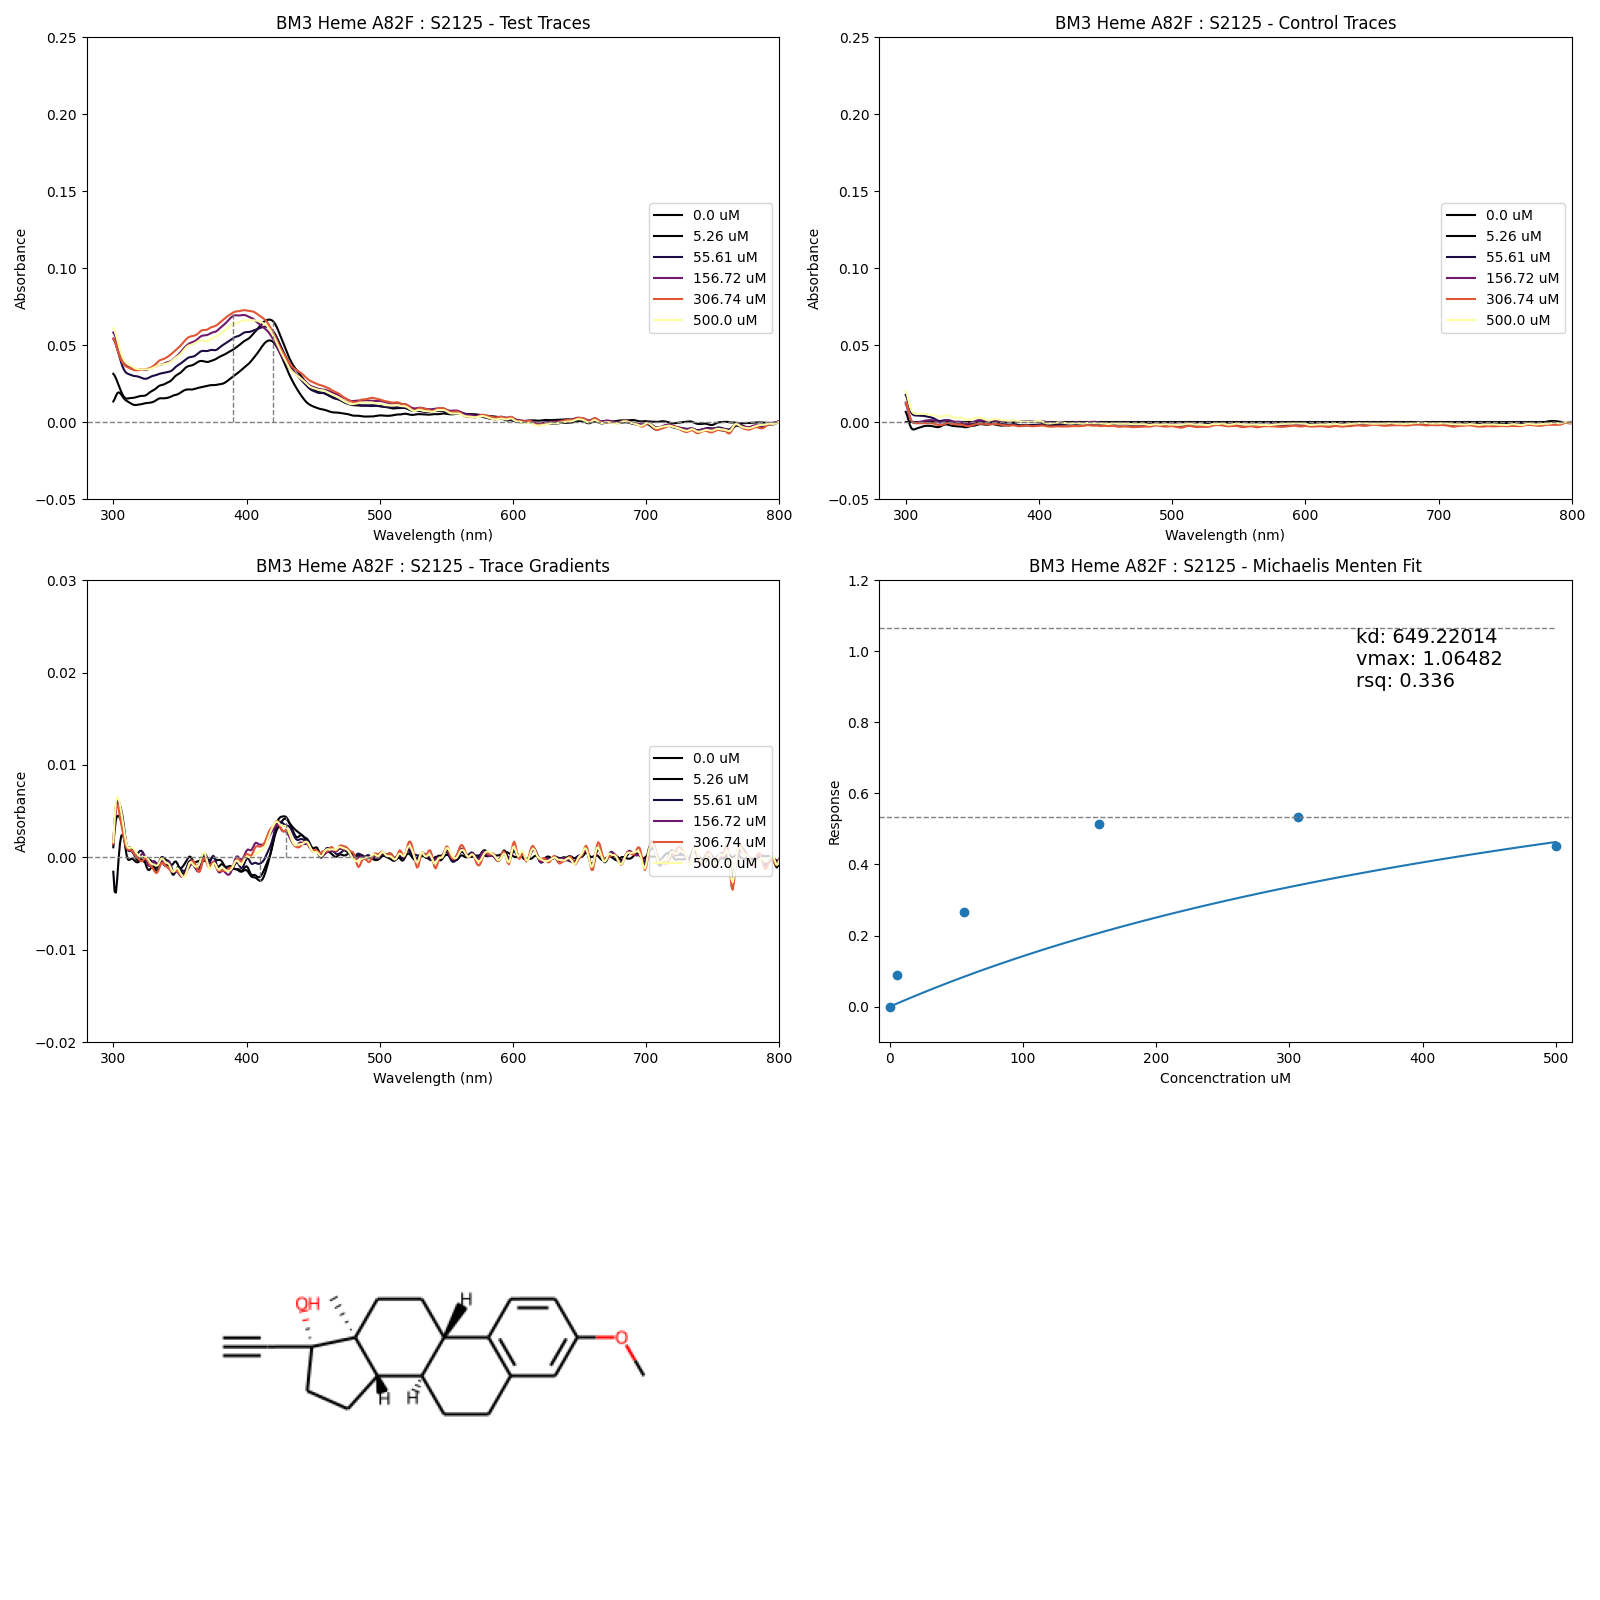 BM3 Heme A82F : S2125 - Test Traces
0.25
0.20
0.15
0.10
0.05
0.00
−0.05
Absorbance
300 400 500 600 700 800
Wavelength (nm)
0.0 uM
5.26 uM
55.61 uM
156.72 uM
306.74 uM
500.0 uM
BM3 Heme A82F : S2125 - Control Traces
0.25
0.20
0.15
0.10
0.05
0.00
−0.05
Absorbance
300 400 500 600 700 800
Wavelength (nm)
0.0 uM
5.26 uM
55.61 uM
156.72 uM
306.74 uM
500.0 uM
BM3 Heme A82F : S2125 - Trace Gradients
0.03
0.02
0.01
0.00
−0.01
−0.02
Absorbance
300 400 500 600 700 800
Wavelength (nm)
0.0 uM
5.26 uM
55.61 uM
156.72 uM
306.74 uM
500.0 uM
BM3 Heme A82F : S2125 - Michaelis Menten Fit
1.2
1.0
0.8
0.6
0.4
0.2
0.0
Response
kd: 649.22014
vmax: 1.06482
rsq: 0.336
0 100 200 300 400 500
Concenctration uM
OH
H
O
H
H